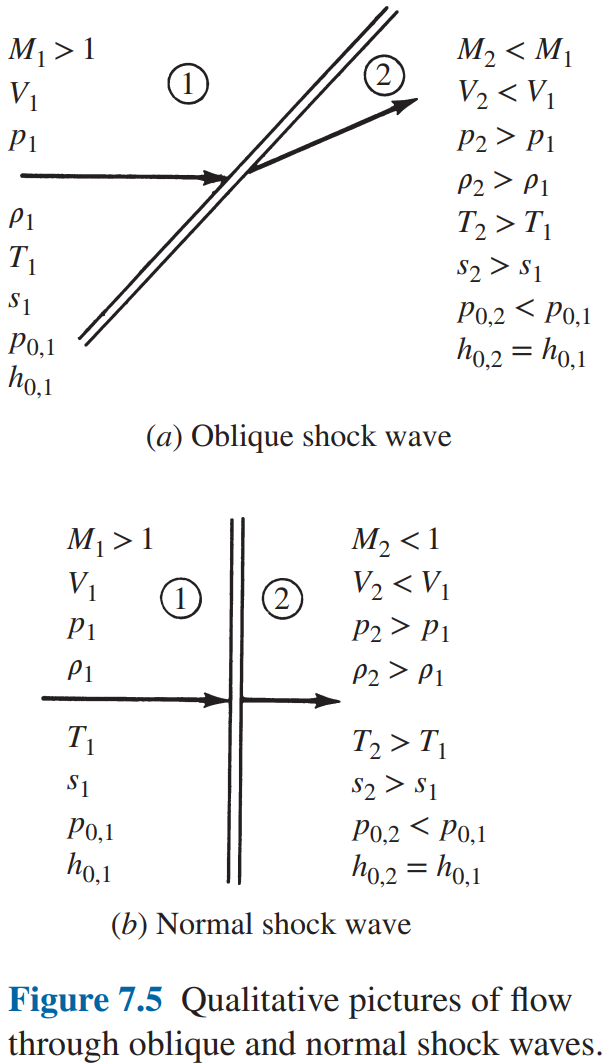 M₁ > 1
V₁
p₁
ρ₁
T₁
s₁
p₀,₁
h₀,₁
1
2
M₂ < M₁
V₂ < V₁
p₂ > p₁
ρ₂ > ρ₁
T₂ > T₁
s₂ > s₁
p₀,₂ < p₀,₁
h₀,₂ = h₀,₁
(a) Oblique shock wave
M₁ > 1
V₁
p₁
ρ₁
T₁
s₁
p₀,₁
h₀,₁
1
2
M₂ < 1
V₂ < V₁
p₂ > p₁
ρ₂ > ρ₁
T₂ > T₁
s₂ > s₁
p₀,₂ < p₀,₁
h₀,₂ = h₀,₁
(b) Normal shock wave
Figure 7.5 Qualitative pictures of flow
through oblique and normal shock waves.